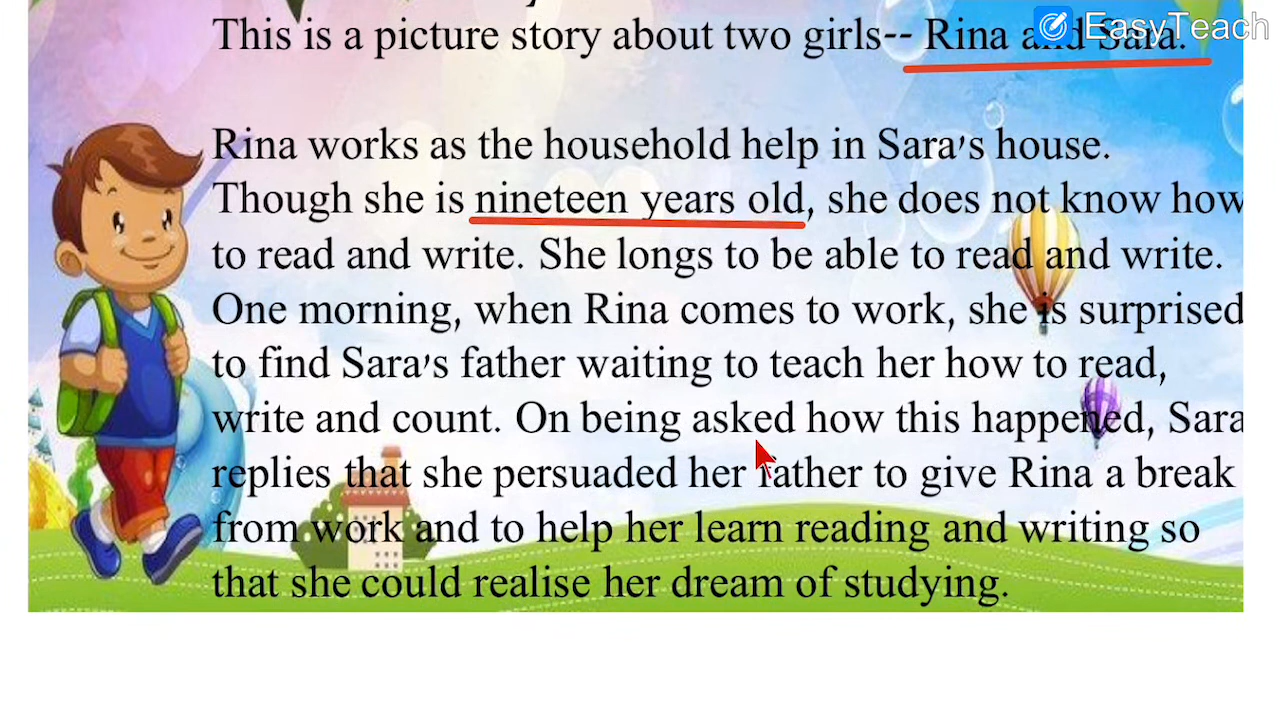 This is a picture story about two girls-- Rina and Sara.
EasyTeach
Rina works as the household help in Sara's house.
Though she is nineteen years old, she does not know how
to read and write. She longs to be able to read and write.
One morning, when Rina comes to work, she is surprised
to find Sara's father waiting to teach her how to read,
write and count. On being asked how this happened, Sara
replies that she persuaded her father to give Rina a break
from work and to help her learn reading and writing so
that she could realise her dream of studying.